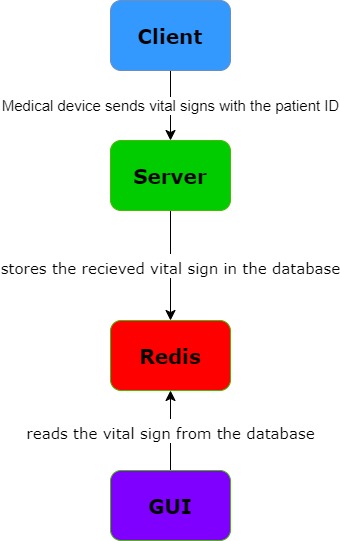 Client
Medical device sends vital signs with the patient ID
Server
stores the recieved vital sign in the database
Redis
reads the vital sign from the database
GUI